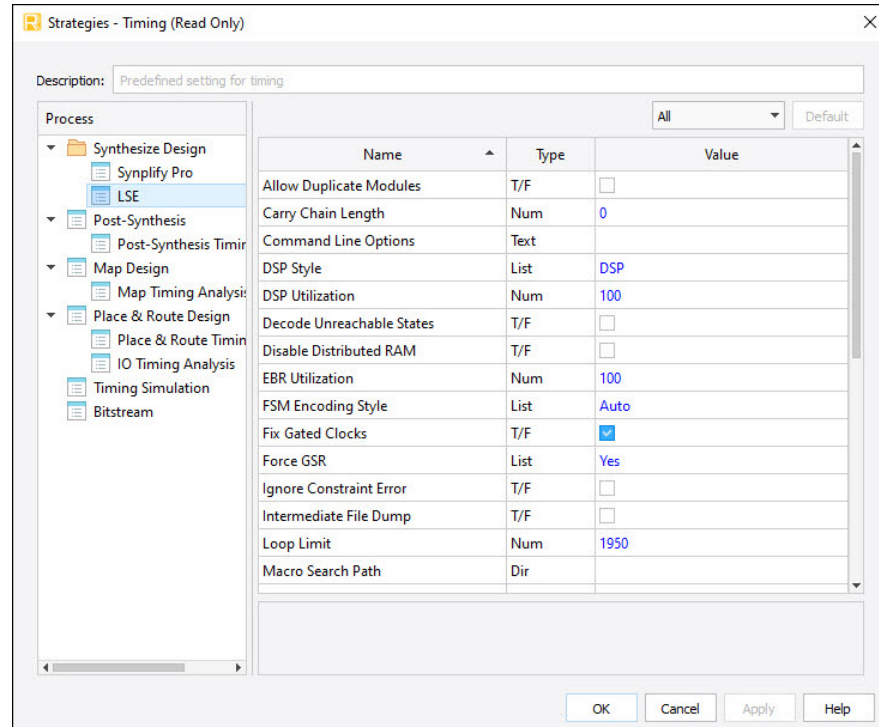 Strategies - Timing (Read Only)
Description: Predefined setting for timing
Process
Synthesize Design
Synplify Pro
LSE
Post-Synthesis
Post-Synthesis Timin
Map Design
Map Timing Analysis
Place & Route Design
Place & Route Timin
IO Timing Analysis
Timing Simulation
Bitstream
All Default
Name Type Value
Allow Duplicate Modules T/F
Carry Chain Length Num 0
Command Line Options Text
DSP Style List DSP
DSP Utilization Num 100
Decode Unreachable States T/F
Disable Distributed RAM T/F
EBR Utilization Num 100
FSM Encoding Style List Auto
Fix Gated Clocks T/F
Force GSR List Yes
Ignore Constraint Error T/F
Intermediate File Dump T/F
Loop Limit Num 1950
Macro Search Path Dir
OK Cancel Apply Help